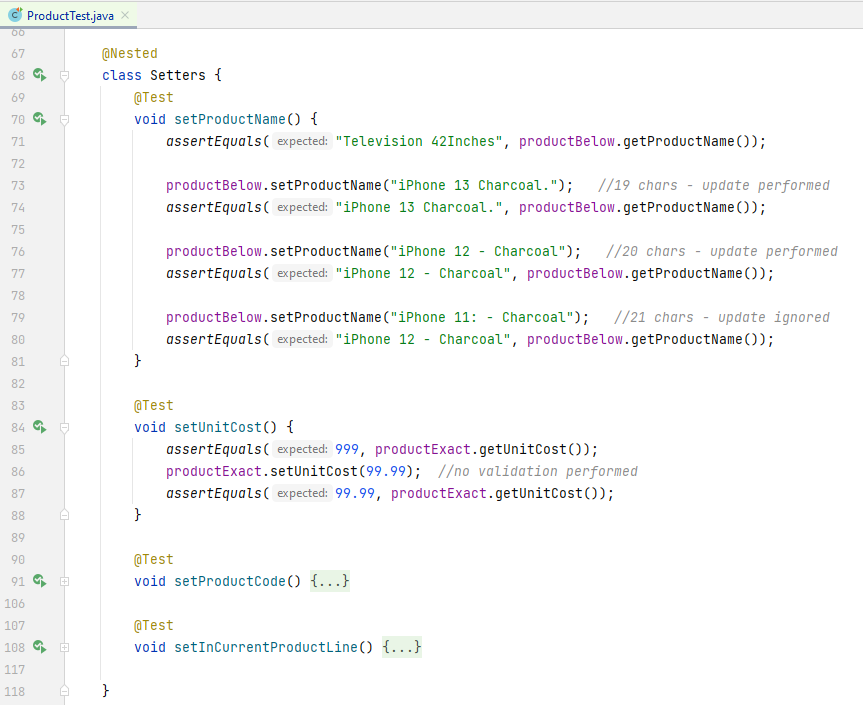 ProductTest.java
66
67 @Nested
68 class Setters {
69 @Test
70 void setProductName() {
71 assertEquals( expected: "Television 42Inches", productBelow.getProductName());
72
73 productBelow.setProductName("iPhone 13 Charcoal."); //19 chars - update performed
74 assertEquals( expected: "iPhone 13 Charcoal.", productBelow.getProductName());
75
76 productBelow.setProductName("iPhone 12 - Charcoal"); //20 chars - update performed
77 assertEquals( expected: "iPhone 12 - Charcoal", productBelow.getProductName());
78
79 productBelow.setProductName("iPhone 11: - Charcoal"); //21 chars - update ignored
80 assertEquals( expected: "iPhone 12 - Charcoal", productBelow.getProductName());
81 }
82
83 @Test
84 void setUnitCost() {
85 assertEquals( expected: 999, productExact.getUnitCost());
86 productExact.setUnitCost(99.99); //no validation performed
87 assertEquals( expected: 99.99, productExact.getUnitCost());
88 }
89
90 @Test
91 void setProductCode() {...}
106
107 @Test
108 void setInCurrentProductLine() {...}
117
118 }